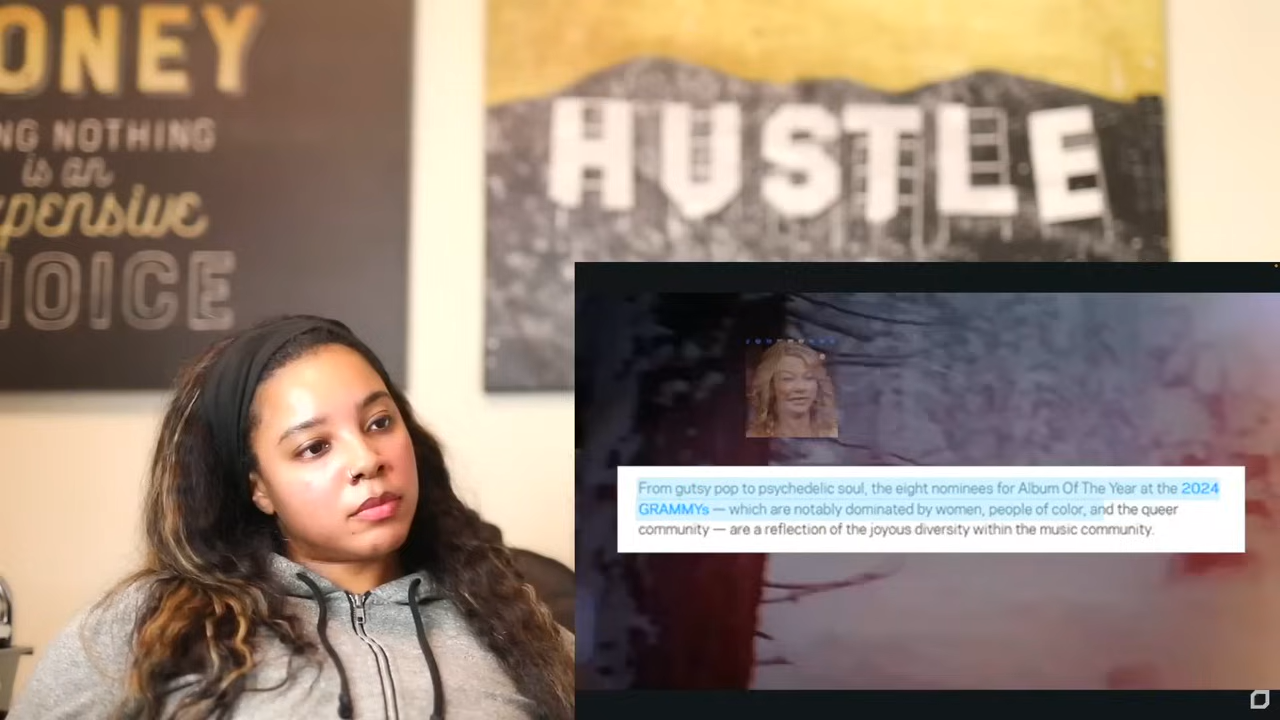 ONEY
NG NOTHING
is an
xpensive
HOICE
HUSTLE
From gutsy pop to psychedelic soul, the eight nominees for Album Of The Year at the 2024
GRAMMYs — which are notably dominated by women, people of color, and the queer
community — are a reflection of the joyous diversity within the music community.